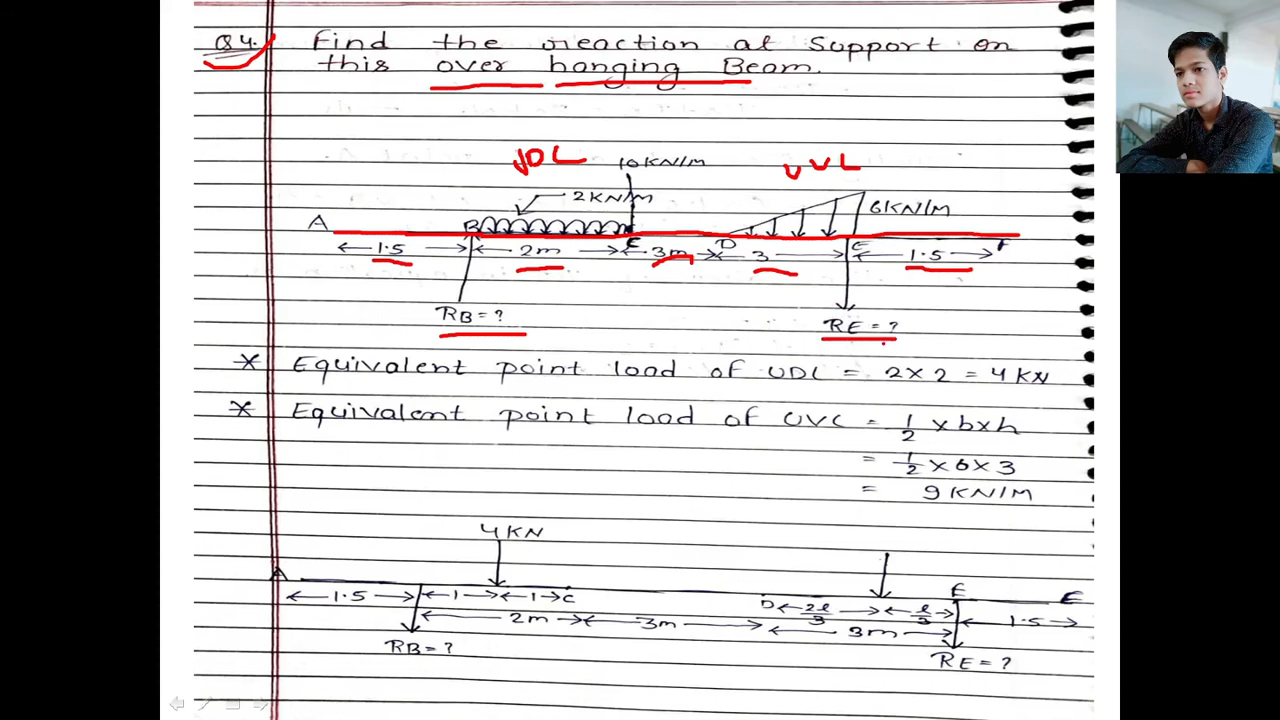 Q4. Find the reaction at support on
this over hanging Beam.
UDL 10KN/M UVL
2KN/M 6KN/M
A B E D E F
1.5 2m 3m 3 1.5
RB = ? RE = ?
* Equivalent point load of UDL = 2×2 = 4KN
* Equivalent point load of UVL = 1/2 × b×h
= 1/2 × 6 × 3
= 9 KN/M
4KN
A E E
1.5 1 1 C D 2l/3 l/3 1.5
2m 3m 3m
RB = ? RE = ?